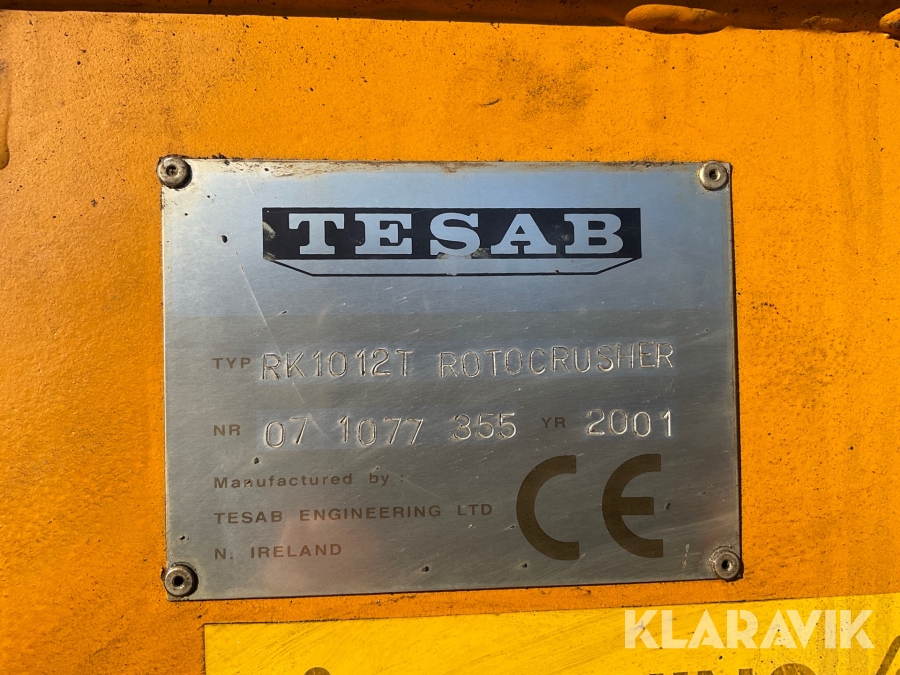 TESAB
TYP RK1012T ROTOCRUSHER
NR 07 1077 355 YR 2001
Manufactured by :
TESAB ENGINEERING LTD
N. IRELAND
CE
KLARAVIK